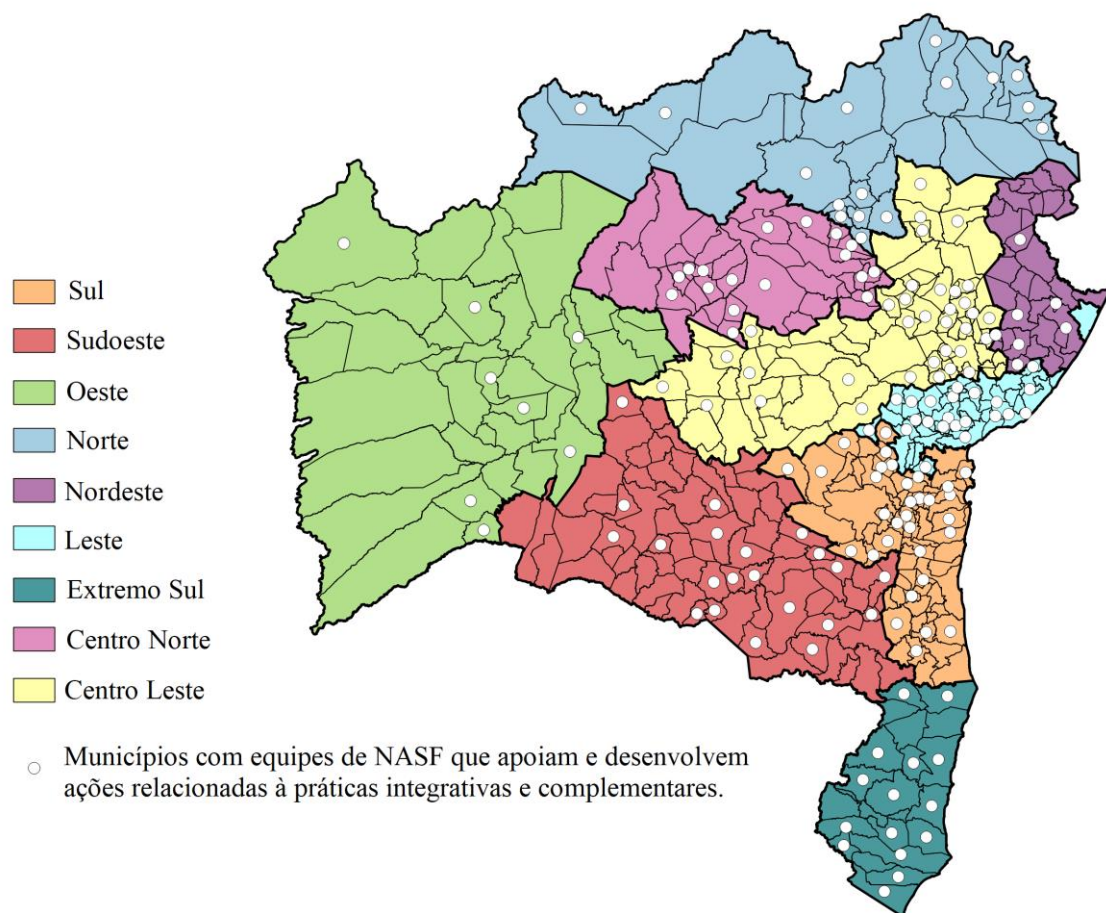 Sul
Sudoeste
Oeste
Norte
Nordeste
Leste
Extremo Sul
Centro Norte
Centro Leste
Municípios com equipes de NASF que apoiam e desenvolvem
ações relacionadas à práticas integrativas e complementares.